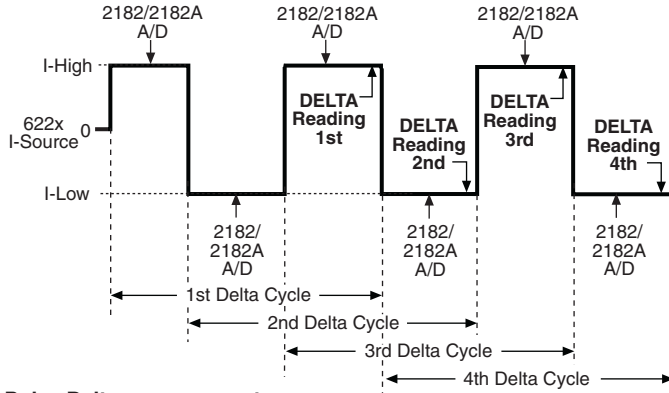 2182/2182A
A/D
2182/2182A
A/D
2182/2182A
A/D
I-High
622x
I-Source
0
I-Low
DELTA
Reading
1st
DELTA
Reading
2nd
DELTA
Reading
3rd
DELTA
Reading
4th
2182/
2182A
A/D
2182/
2182A
A/D
2182/
2182A
A/D
1st Delta Cycle
2nd Delta Cycle
3rd Delta Cycle
4th Delta Cycle